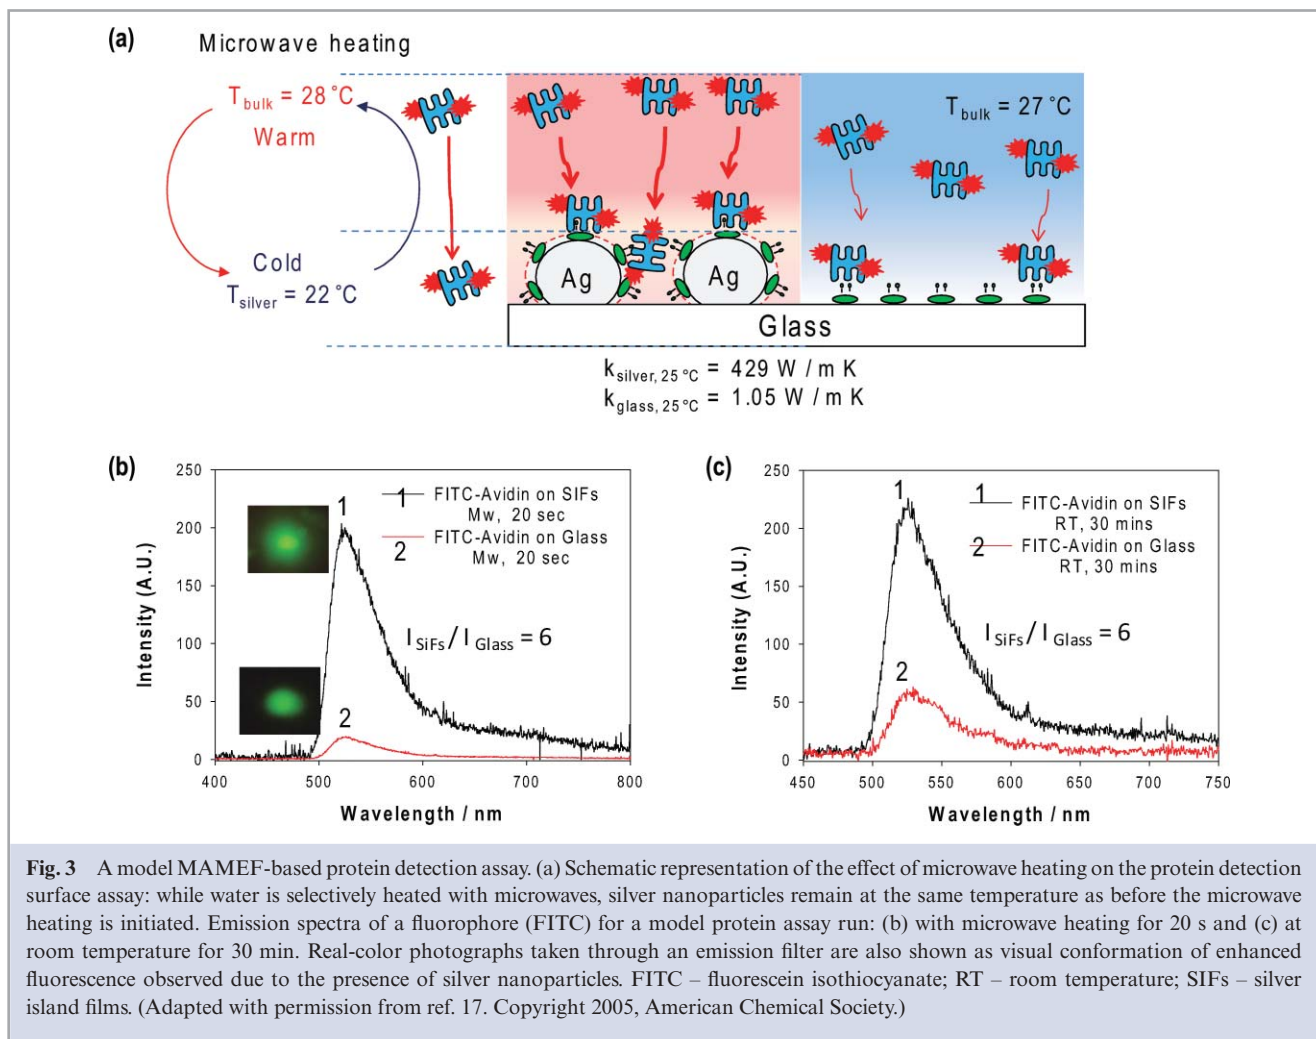 (a)
Microwave heating
T_bulk = 28 °C
Warm
Cold
T_silver = 22 °C
T_bulk = 27 °C
Ag
Ag
Glass
k_silver, 25 °C = 429 W / m K
k_glass, 25 °C = 1.05 W / m K
(b)
Intensity (A.U.)
250
200
150
100
50
0
1
1 FITC-Avidin on SIFs
Mw, 20 sec
2 FITC-Avidin on Glass
Mw, 20 sec
I_SiFs / I_Glass = 6
2
400 500 600 700 800
Wavelength / nm
(c)
Intensity (A.U.)
250
200
150
100
50
0
1
1 FITC-Avidin on SIFs
RT, 30 mins
2 FITC-Avidin on Glass
RT, 30 mins
I_SiFs / I_Glass = 6
2
450 500 550 600 650 700 750
Wavelength / nm
Fig. 3 A model MAMEF-based protein detection assay. (a) Schematic representation of the effect of microwave heating on the protein detection
surface assay: while water is selectively heated with microwaves, silver nanoparticles remain at the same temperature as before the microwave
heating is initiated. Emission spectra of a fluorophore (FITC) for a model protein assay run: (b) with microwave heating for 20 s and (c) at
room temperature for 30 min. Real-color photographs taken through an emission filter are also shown as visual conformation of enhanced
fluorescence observed due to the presence of silver nanoparticles. FITC – fluorescein isothiocyanate; RT – room temperature; SIFs – silver
island films. (Adapted with permission from ref. 17. Copyright 2005, American Chemical Society.)